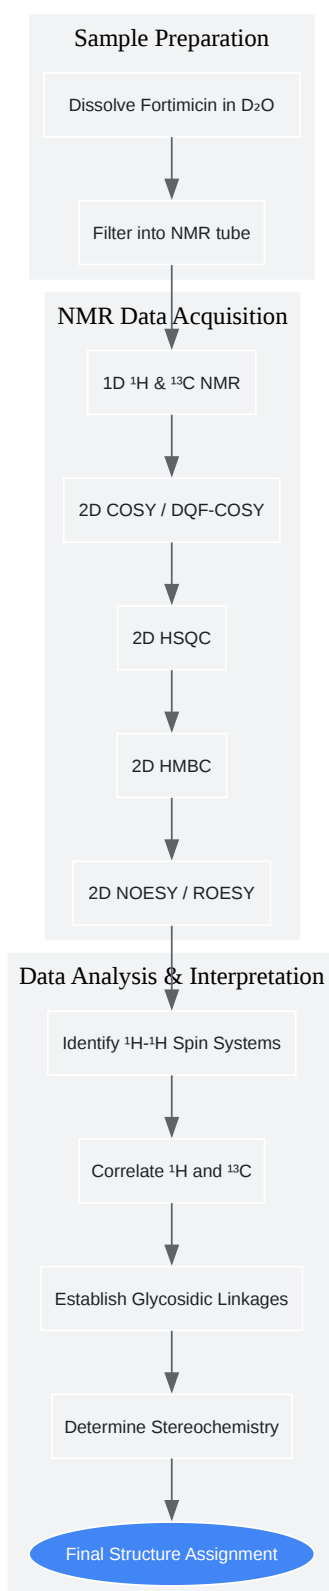 Sample Preparation
Dissolve Fortimicin in D₂O
Filter into NMR tube
NMR Data Acquisition
1D ¹H & ¹³C NMR
2D COSY / DQF-COSY
2D HSQC
2D HMBC
2D NOESY / ROESY
Data Analysis & Interpretation
Identify ¹H-¹H Spin Systems
Correlate ¹H and ¹³C
Establish Glycosidic Linkages
Determine Stereochemistry
Final Structure Assignment